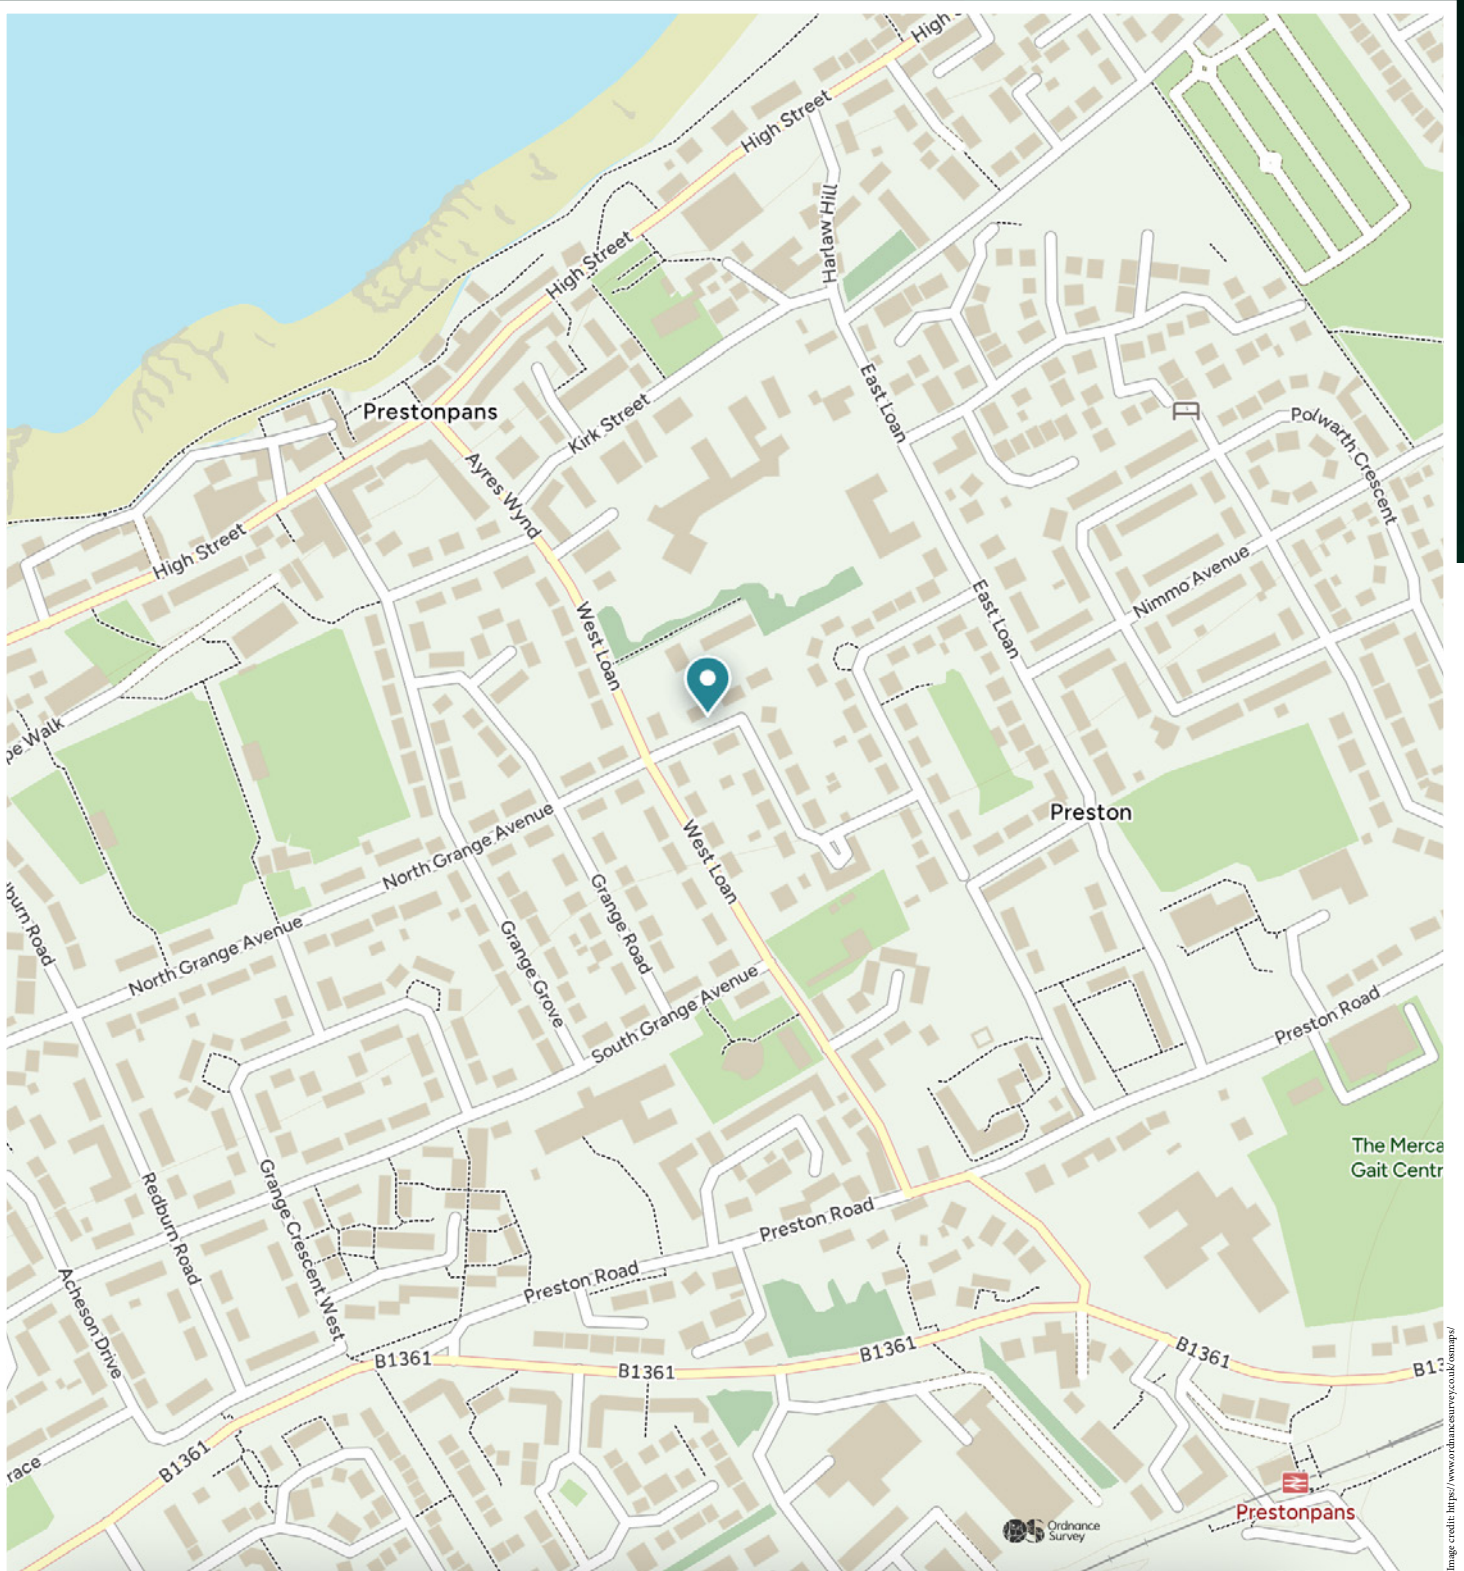 High S
High Street
Harlaw Hill
High Street
East Loan
Prestonpans
Kirk Street
Polwarth Crescent
Ayres Wynd
High Street
Nimmo Avenue
East Loan
West Loan
pe Walk
Preston
North Grange Avenue
West Loan
Grange Road
lburn Road
North Grange Avenue
Grange Grove
South Grange Avenue
Preston Road
The Merca
Gait Centr
Redburn Road
Grange Crescent West
Preston Road
Preston Road
Acheson Drive
B1361
B1361
B1361
B1361
B13
B1361
race
Prestonpans
OS Ordnance
Survey
Image credit: https://www.ordnancesurvey.co.uk/osmaps/